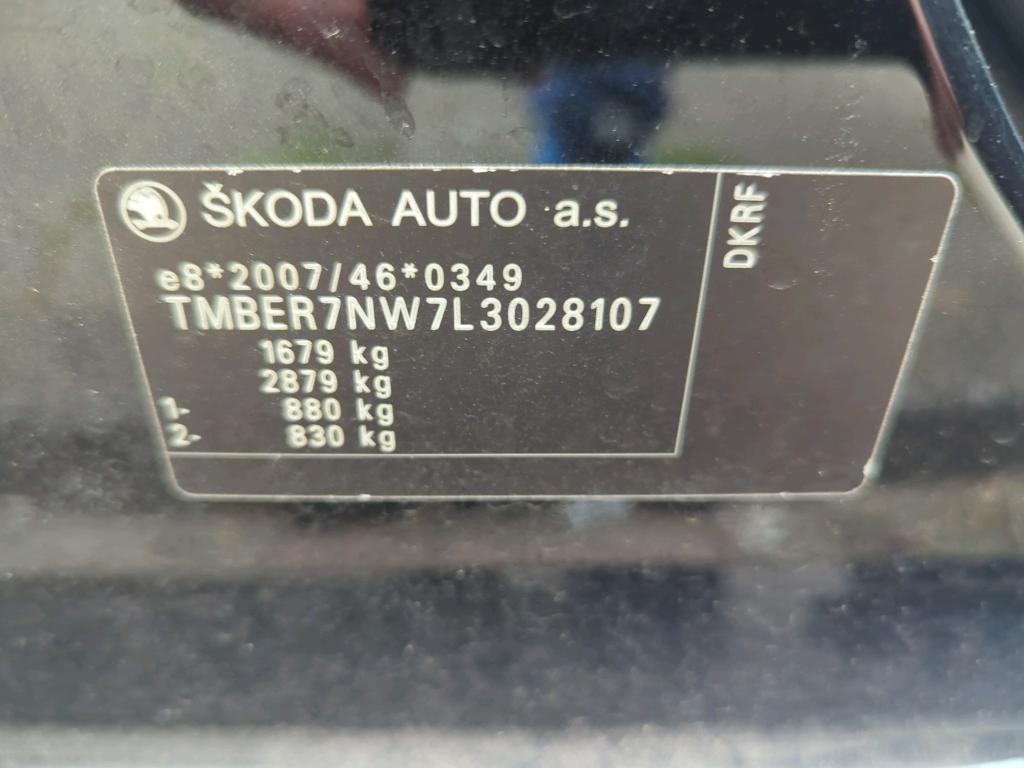 ŠKODA AUTO a.s.
e8*2007/46*0349
TMBER7NW7L3028107
1679 kg
2879 kg
1- 880 kg
2- 830 kg
DKRF